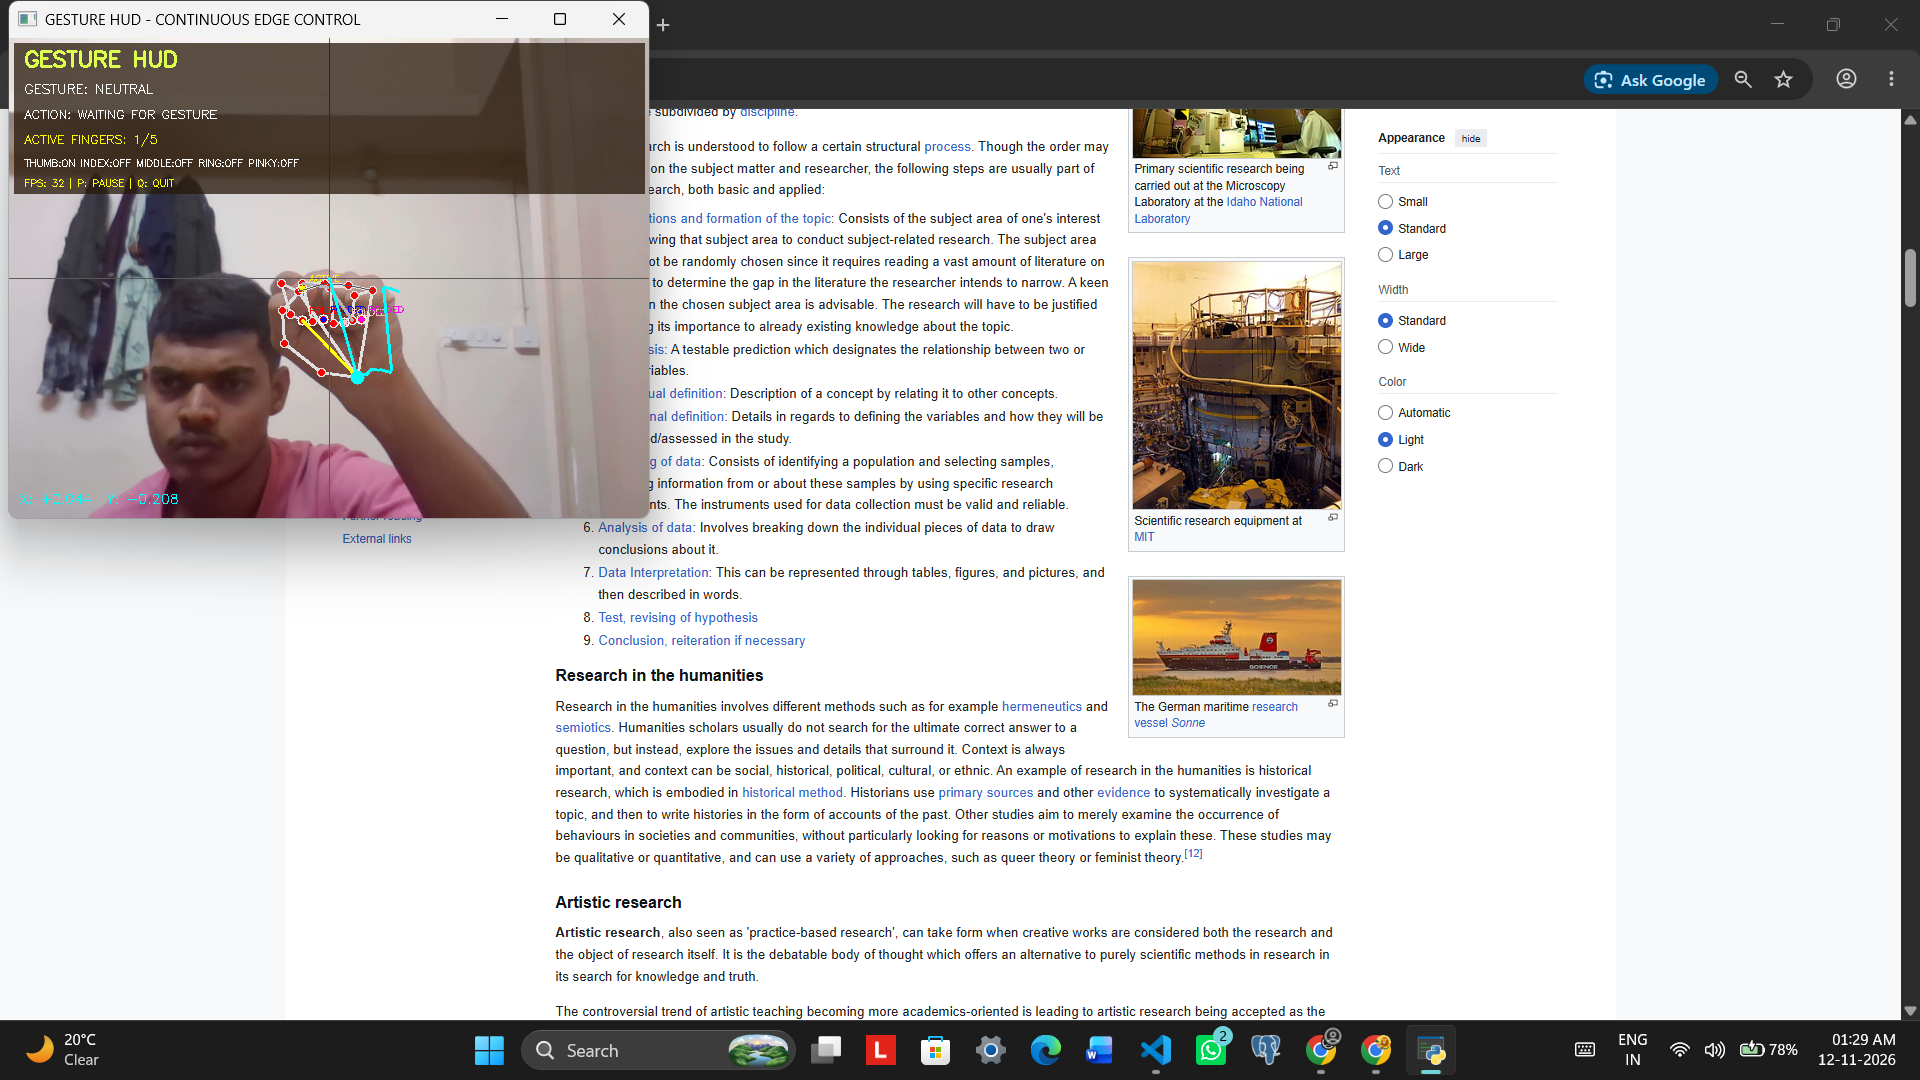 GESTURE HUD - CONTINUOUS EDGE CONTROL
GESTURE HUD
GESTURE: NEUTRAL
ACTION: WAITING FOR GESTURE
ACTIVE FINGERS: 1/5
THUMB:ON INDEX:OFF MIDDLE:OFF RING:OFF PINKY:OFF
FPS: 32 | P: PAUSE | Q: QUIT
-0.208
Ask Google
External links
subdivided by discipline.
is understood to follow a certain structural process. Though the order may
on the subject matter and researcher, the following steps are usually part of
both basic and applied:
and formation of the topic: Consists of the subject area of one's interest
that subject area to conduct subject-related research. The subject area
be randomly chosen since it requires reading a vast amount of literature on
to determine the gap in the literature the researcher intends to narrow. A keen
the chosen subject area is advisable. The research will have to be justified
its importance to already existing knowledge about the topic.
A testable prediction which designates the relationship between two or
definition: Description of a concept by relating it to other concepts.
definition: Details in regards to defining the variables and how they will be
in the study.
of data: Consists of identifying a population and selecting samples,
information from or about these samples by using specific research
The instruments used for data collection must be valid and reliable.
6. Analysis of data: Involves breaking down the individual pieces of data to draw
conclusions about it.
7. Data Interpretation: This can be represented through tables, figures, and pictures, and
then described in words.
8. Test, revising of hypothesis
9. Conclusion, reiteration if necessary
Research in the humanities
Research in the humanities involves different methods such as for example hermeneutics and
semiotics. Humanities scholars usually do not search for the ultimate correct answer to a
question, but instead, explore the issues and details that surround it. Context is always
important, and context can be social, historical, political, cultural, or ethnic. An example of research in the humanities is historical
research, which is embodied in historical method. Historians use primary sources and other evidence to systematically investigate a
topic, and then to write histories in the form of accounts of the past. Other studies aim to merely examine the occurrence of
behaviours in societies and communities, without particularly looking for reasons or motivations to explain these. These studies may
be qualitative or quantitative, and can use a variety of approaches, such as queer theory or feminist theory.[12]
Artistic research
Artistic research, also seen as 'practice-based research', can take form when creative works are considered both the research and
the object of research itself. It is the debatable body of thought which offers an alternative to purely scientific methods in research in
its search for knowledge and truth.
The controversial trend of artistic teaching becoming more academics-oriented is leading to artistic research being accepted as the
Primary scientific research being
carried out at the Microscopy
Laboratory at the Idaho National
Laboratory
Scientific research equipment at
MIT
SCIENCE
The German maritime research
vessel Sonne
Appearance hide
Text
Small
Standard
Large
Width
Standard
Wide
Color
Automatic
Light
Dark
20°C
Clear
Search
L
W
2
ENG
IN
78%
01:29 AM
12-11-2026